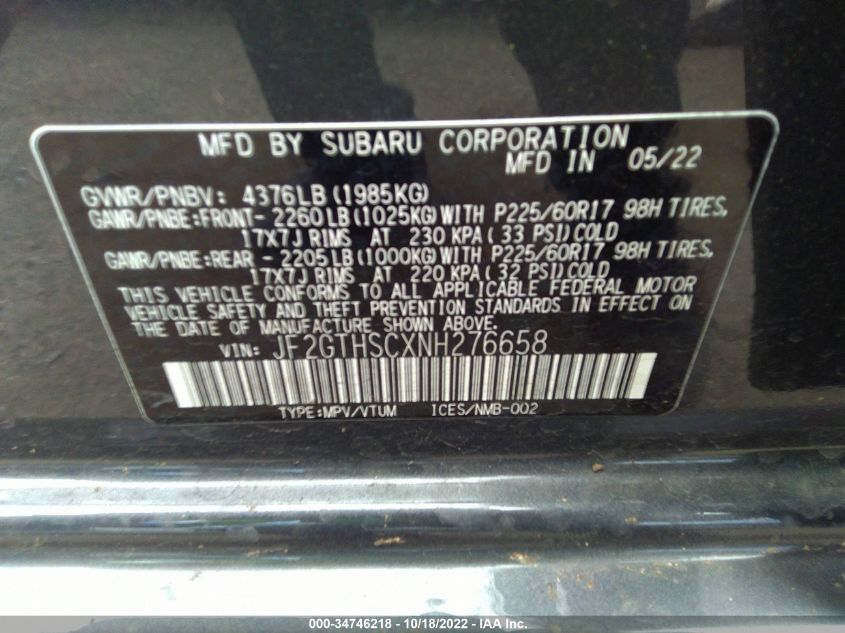 MFD BY SUBARU CORPORATION
MFD IN 05/22
GVWR/PNBV: 4376LB (1985KG)
GAWR/PNBE:FRONT- 2260LB (1025KG) WITH P225/60R17 98H TIRES,
17X7J RIMS AT 230 KPA ( 33 PSI) COLD
GAWR/PNBE:REAR - 2205LB (1000KG) WITH P225/60R17 98H TIRES,
17X7J RIMS AT 220 KPA ( 32 PSI) COLD
THIS VEHICLE CONFORMS TO ALL APPLICABLE FEDERAL MOTOR
VEHICLE SAFETY AND THEFT PREVENTION STANDARDS IN EFFECT ON
THE DATE OF MANUFACTURE SHOWN ABOVE.
VIN: JF2GTHSCXNH276658
TYPE:MPV/VTUM ICES/NMB-002
000-34746218 - 10/18/2022 - IAA Inc.